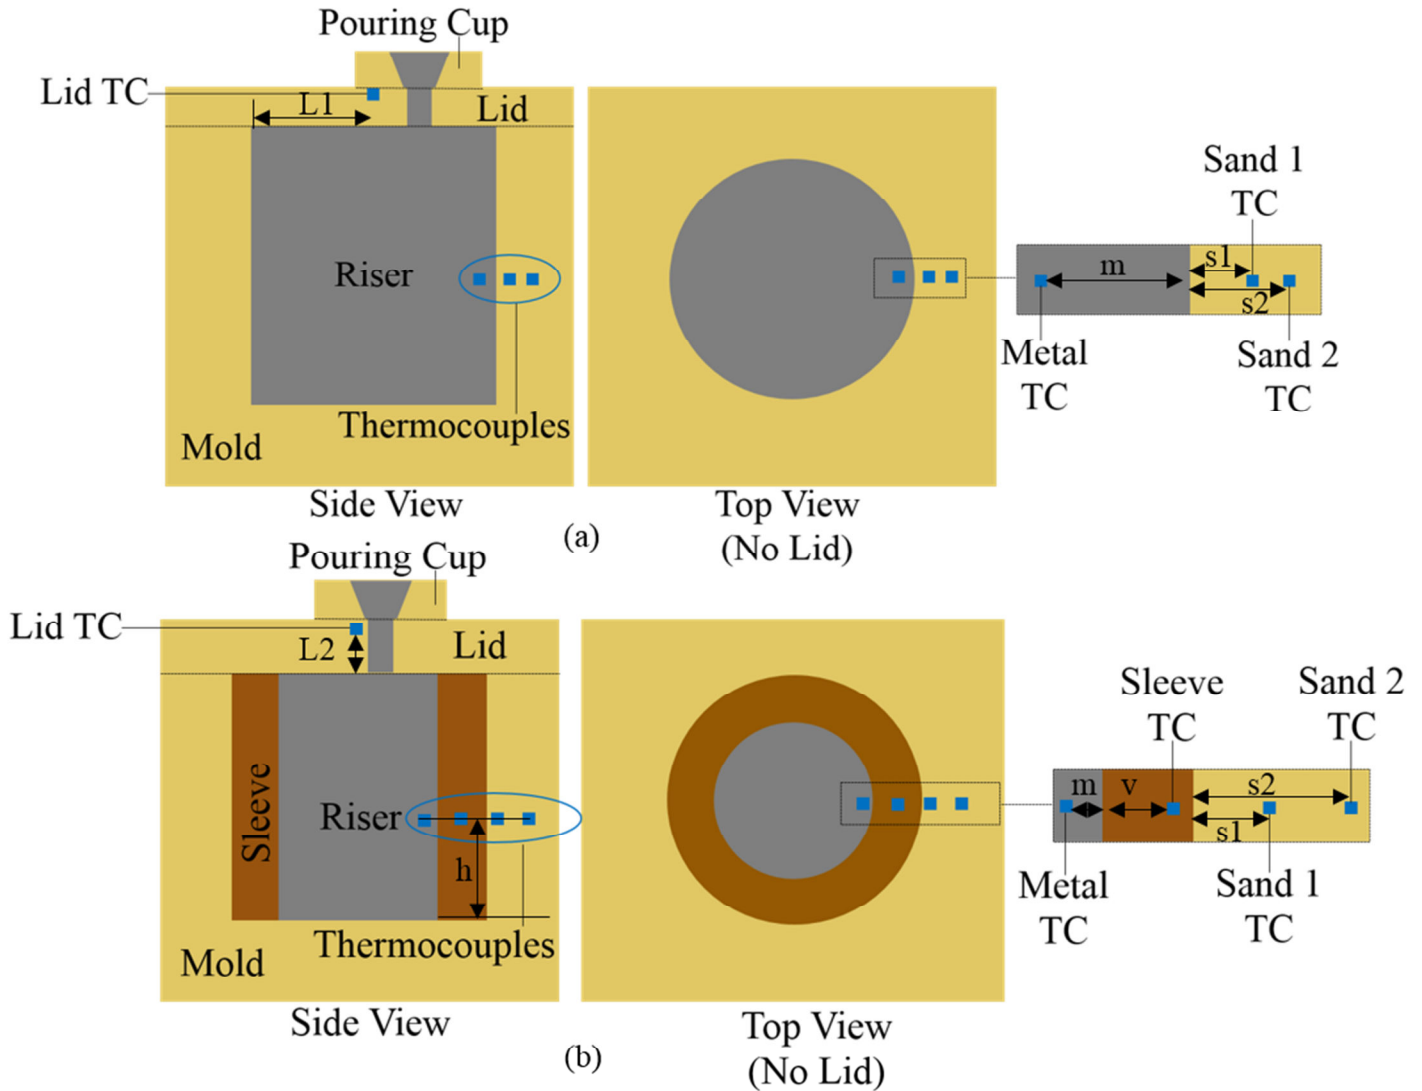 Pouring Cup
Lid TC
L1
Lid
Riser
Thermocouples
Mold
Side View
Top View
(No Lid)
Sand 1
TC
m
s1
s2
Metal
TC
Sand 2
TC
(a)
Pouring Cup
Lid TC
L2
Lid
Sleeve
Riser
h
Thermocouples
Mold
Side View
Top View
(No Lid)
Sleeve
TC
Sand 2
TC
m
v
s2
s1
Metal
TC
Sand 1
TC
(b)